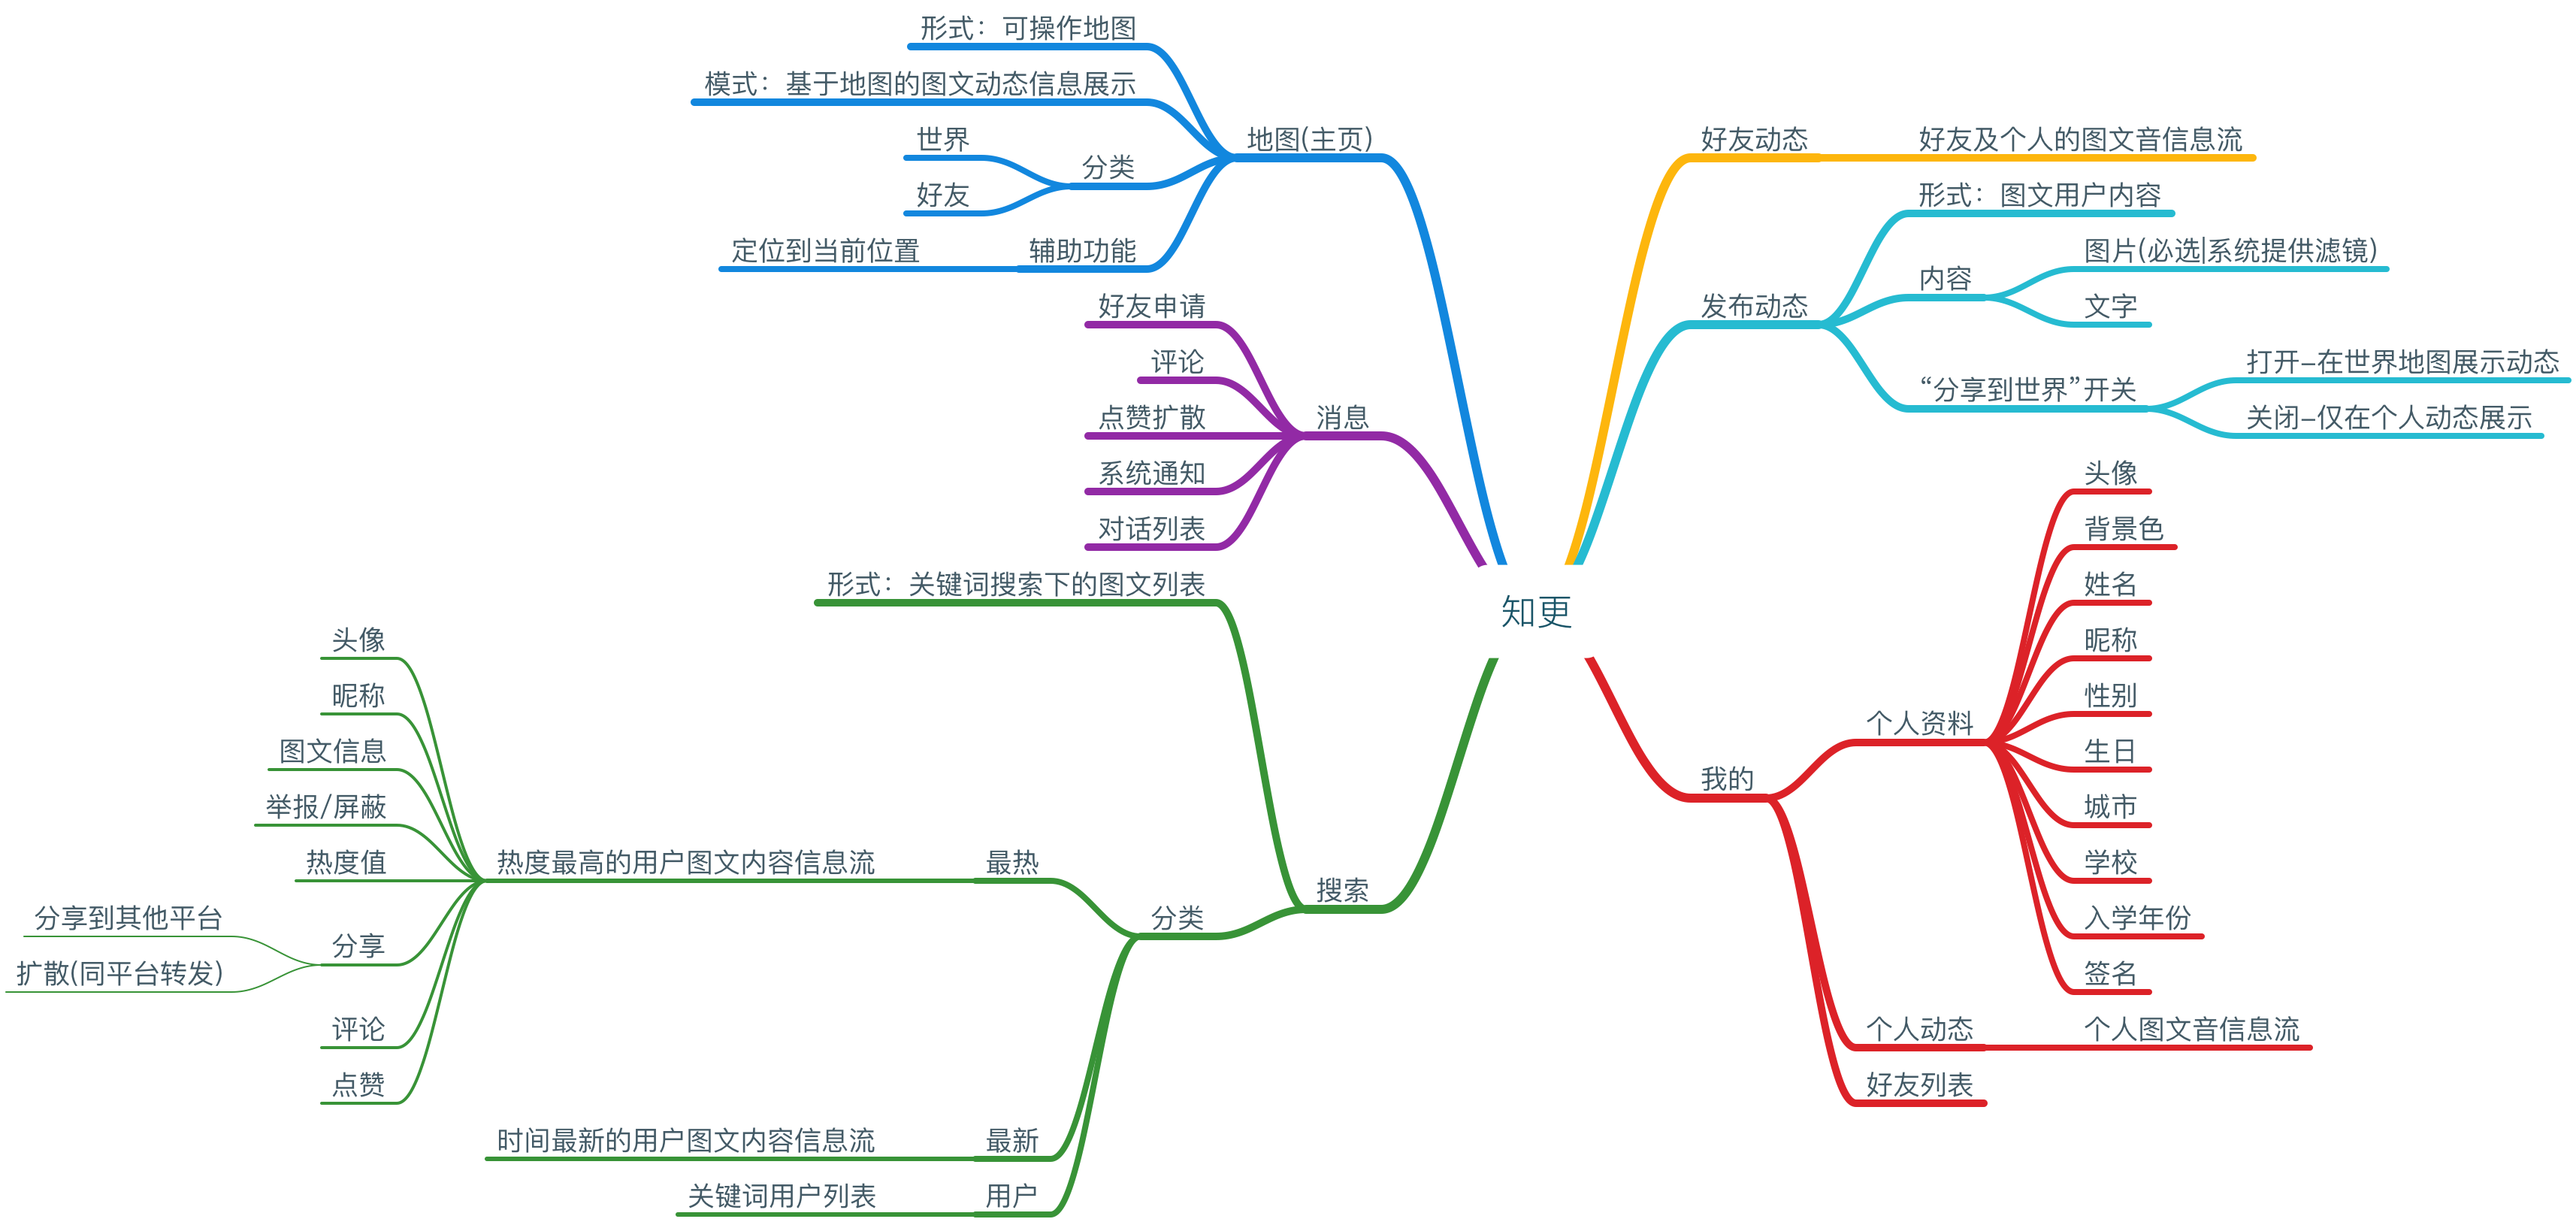 知更
地图(主页)
形式：可操作地图
模式：基于地图的图文动态信息展示
分类
世界
好友
辅助功能
定位到当前位置
消息
好友申请
评论
点赞扩散
系统通知
对话列表
搜索
形式：关键词搜索下的图文列表
分类
最热
热度最高的用户图文内容信息流
头像
昵称
图文信息
举报/屏蔽
热度值
分享
分享到其他平台
扩散(同平台转发)
评论
点赞
最新
时间最新的用户图文内容信息流
用户
关键词用户列表
好友动态
好友及个人的图文音信息流
发布动态
形式：图文用户内容
内容
图片(必选|系统提供滤镜)
文字
“分享到世界”开关
打开–在世界地图展示动态
关闭–仅在个人动态展示
我的
个人资料
头像
背景色
姓名
昵称
性别
生日
城市
学校
入学年份
签名
个人动态
个人图文音信息流
好友列表